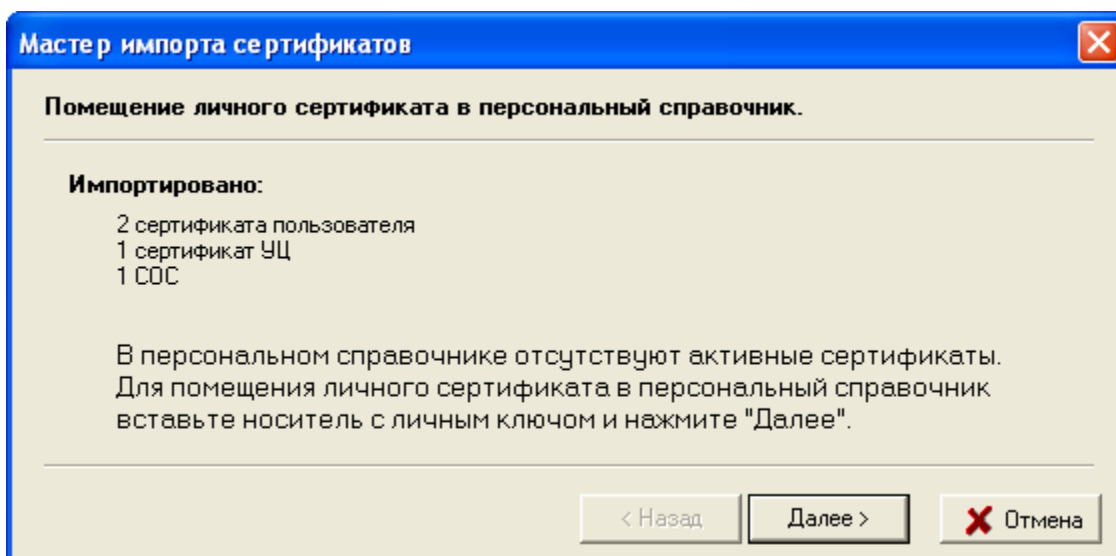 Мастер импорта сертификатов
Помещение личного сертификата в персональный справочник.
Импортировано:
2 сертификата пользователя
1 сертификат УЦ
1 СОС
В персональном справочнике отсутствуют активные сертификаты.
Для помещения личного сертификата в персональный справочник
вставьте носитель с личным ключом и нажмите "Далее".
< Назад
Далее >
Отмена